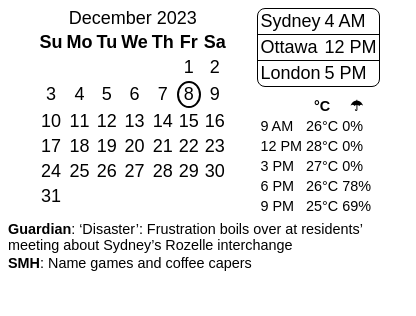 December 2023
Su Mo Tu We Th Fr Sa
1 2
3 4 5 6 7 8 9
10 11 12 13 14 15 16
17 18 19 20 21 22 23
24 25 26 27 28 29 30
31
Sydney 4 AM
Ottawa 12 PM
London 5 PM
°C ☂
9 AM 26°C 0%
12 PM 28°C 0%
3 PM 27°C 0%
6 PM 26°C 78%
9 PM 25°C 69%
Guardian: ‘Disaster’: Frustration boils over at residents’
meeting about Sydney’s Rozelle interchange
SMH: Name games and coffee capers